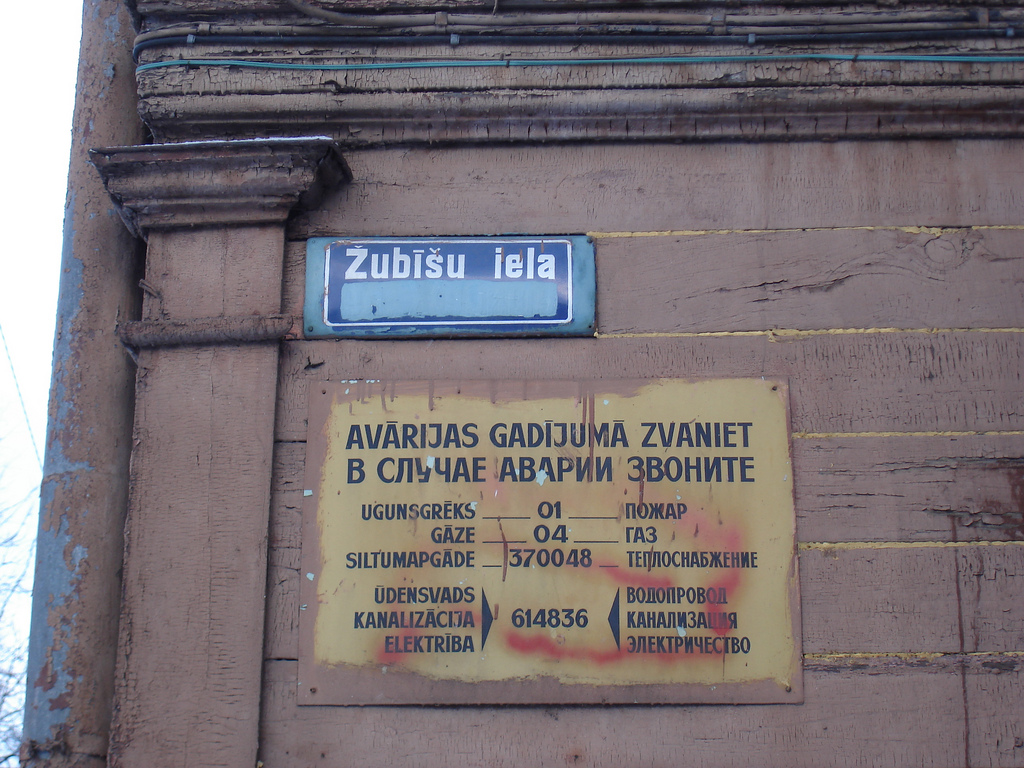 Žubīšu iela
AVĀRIJAS GADĪJUMĀ ZVANIET
В СЛУЧАЕ АВАРИИ ЗВОНИТЕ
UGUNSGRĒKS 01 ПОЖАР
GĀZE 04 ГАЗ
SILTUMAPGĀDE 370048 ТЕПЛОСНАБЖЕНИЕ
ŪDENSVADS ВОДОПРОВОД
KANALIZĀCIJA 614836 КАНАЛИЗАЦИЯ
ELEKTRĪBA ЭЛЕКТРИЧЕСТВО